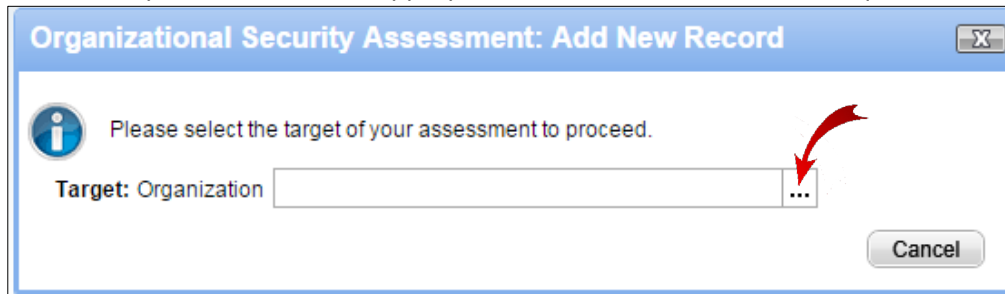 Organizational Security Assessment: Add New Record
X
Please select the target of your assessment to proceed.
Target: Organization ...
Cancel